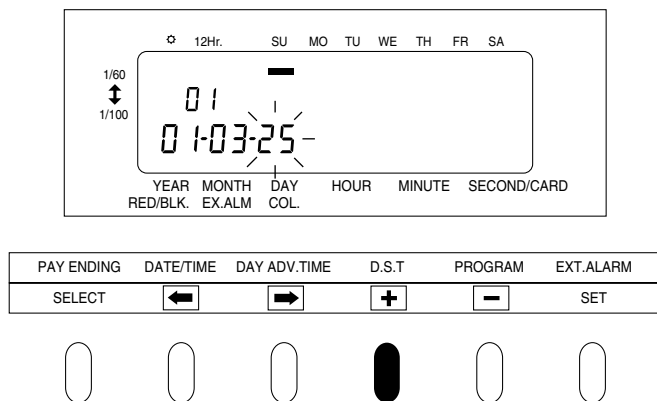 12Hr. SU MO TU WE TH FR SA
1/60
1/100
01
01-03-25
YEAR MONTH DAY HOUR MINUTE SECOND/CARD
RED/BLK. EX.ALM COL.
PAY ENDING DATE/TIME DAY ADV.TIME D.S.T PROGRAM EXT.ALARM
SELECT + − SET